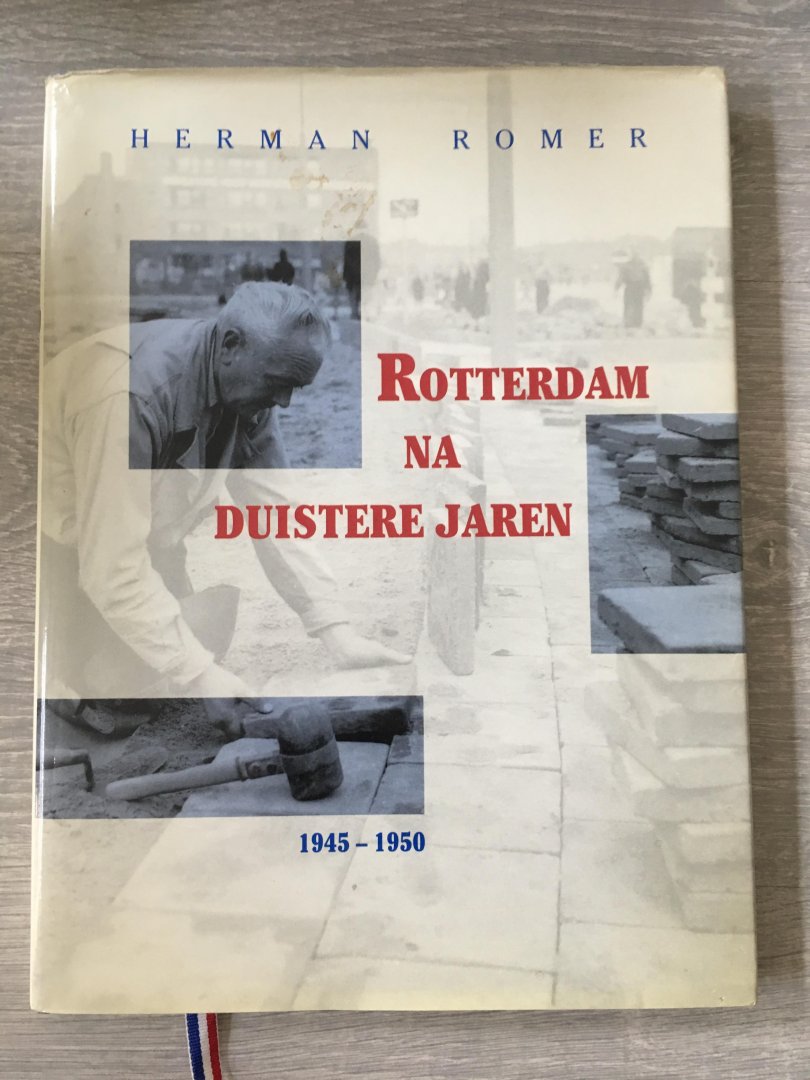 HERMAN ROMER
ROTTERDAM
NA
DUISTERE JAREN
1945 – 1950